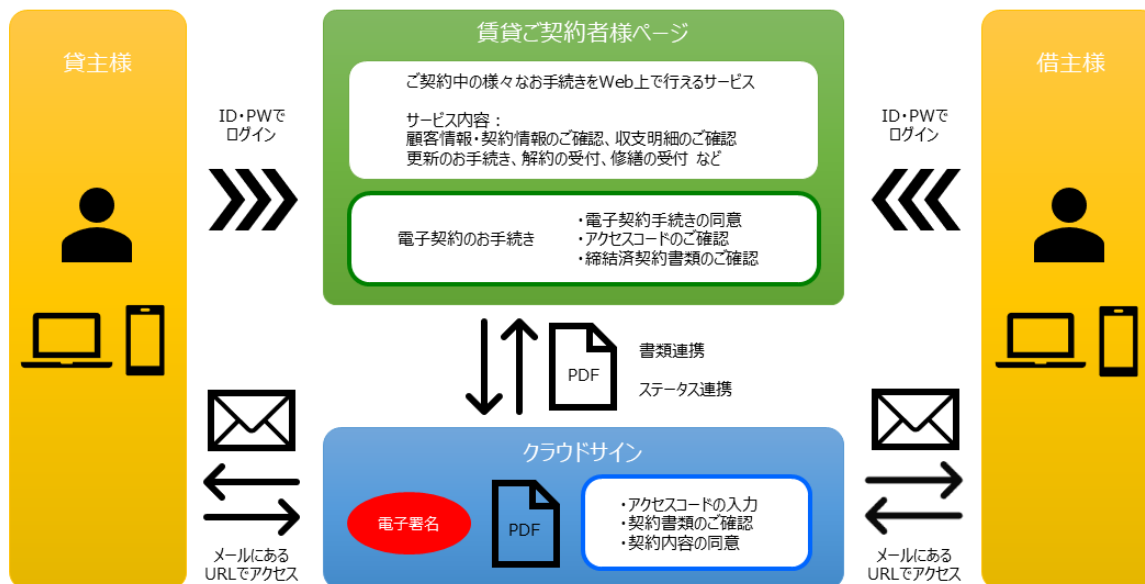 貸主様
ID・PWで
ログイン
メールにある
URLでアクセス
賃貸ご契約者様ページ
ご契約中の様々なお手続きをWeb上で行えるサービス
サービス内容：
顧客情報・契約情報のご確認、収支明細のご確認
更新のお手続き、解約の受付、修繕の受付 など
電子契約のお手続き
・電子契約手続きの同意
・アクセスコードのご確認
・締結済契約書類のご確認
PDF
書類連携
ステータス連携
クラウドサイン
電子署名
PDF
・アクセスコードの入力
・契約書類のご確認
・契約内容の同意
借主様
ID・PWで
ログイン
メールにある
URLでアクセス